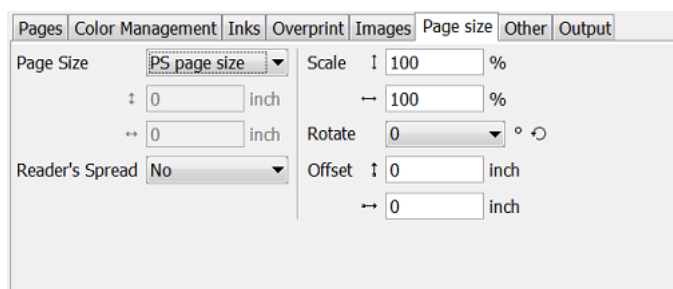 Pages Color Management Inks Overprint Images Page size Other Output
Page Size PS page size Scale 100 %
0 inch 100 %
0 inch Rotate 0 °
Reader's Spread No Offset 0 inch
0 inch